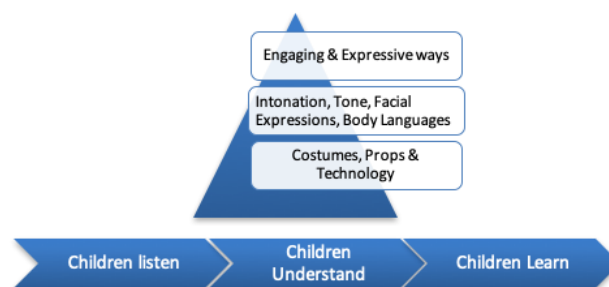 Engaging & Expressive ways
Intonation, Tone, Facial
Expressions, Body Languages
Costumes, Props &
Technology
Children listen
Children
Understand
Children Learn